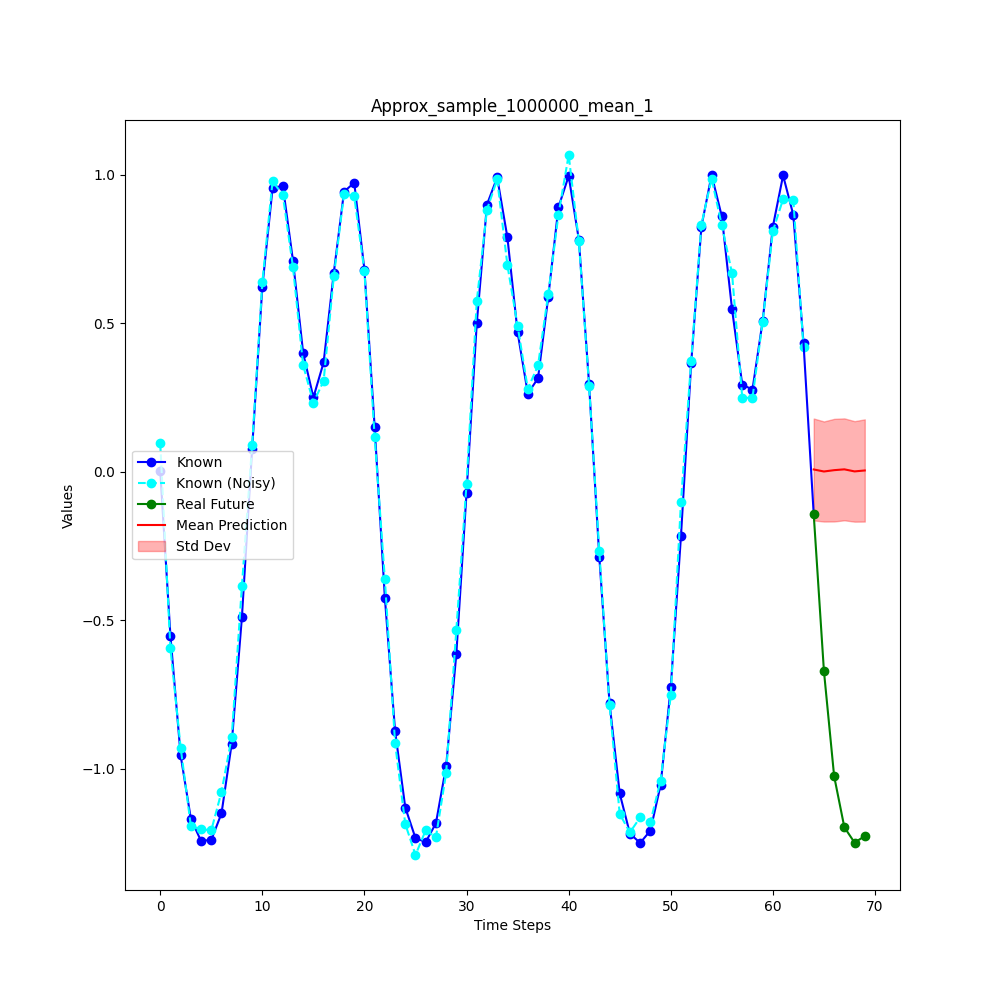 Approx_sample_1000000_mean_1
1.0
0.5
0.0
−0.5
−1.0
Values
Known
Known (Noisy)
Real Future
Mean Prediction
Std Dev
0 10 20 30 40 50 60 70
Time Steps